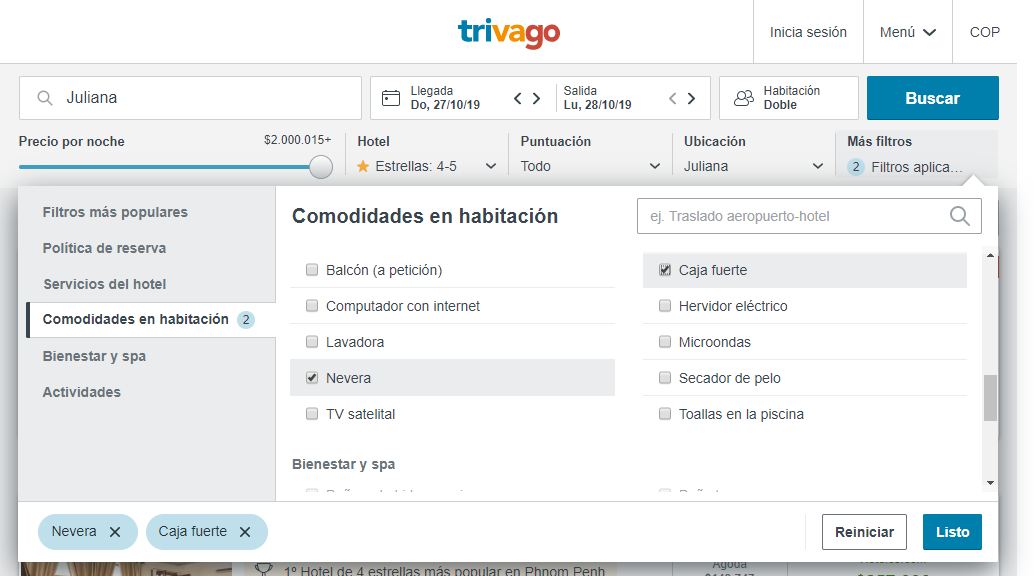 trivago
Inicia sesión
Menú
COP
Juliana
Llegada
Do, 27/10/19
Salida
Lu, 28/10/19
Habitación
Doble
Buscar
Precio por noche
$2.000.015+
Hotel
Estrellas: 4-5
Puntuación
Todo
Ubicación
Juliana
Más filtros
2 Filtros aplica...
Filtros más populares
Política de reserva
Servicios del hotel
Comodidades en habitación 2
Bienestar y spa
Actividades
Comodidades en habitación
ej. Traslado aeropuerto-hotel
Balcón (a petición)
Caja fuerte
Computador con internet
Hervidor eléctrico
Lavadora
Microondas
Nevera
Secador de pelo
TV satelital
Toallas en la piscina
Bienestar y spa
Nevera
Caja fuerte
Reiniciar
Listo
1º Hotel de 4 estrellas más popular en Phnom Penh
Agoda